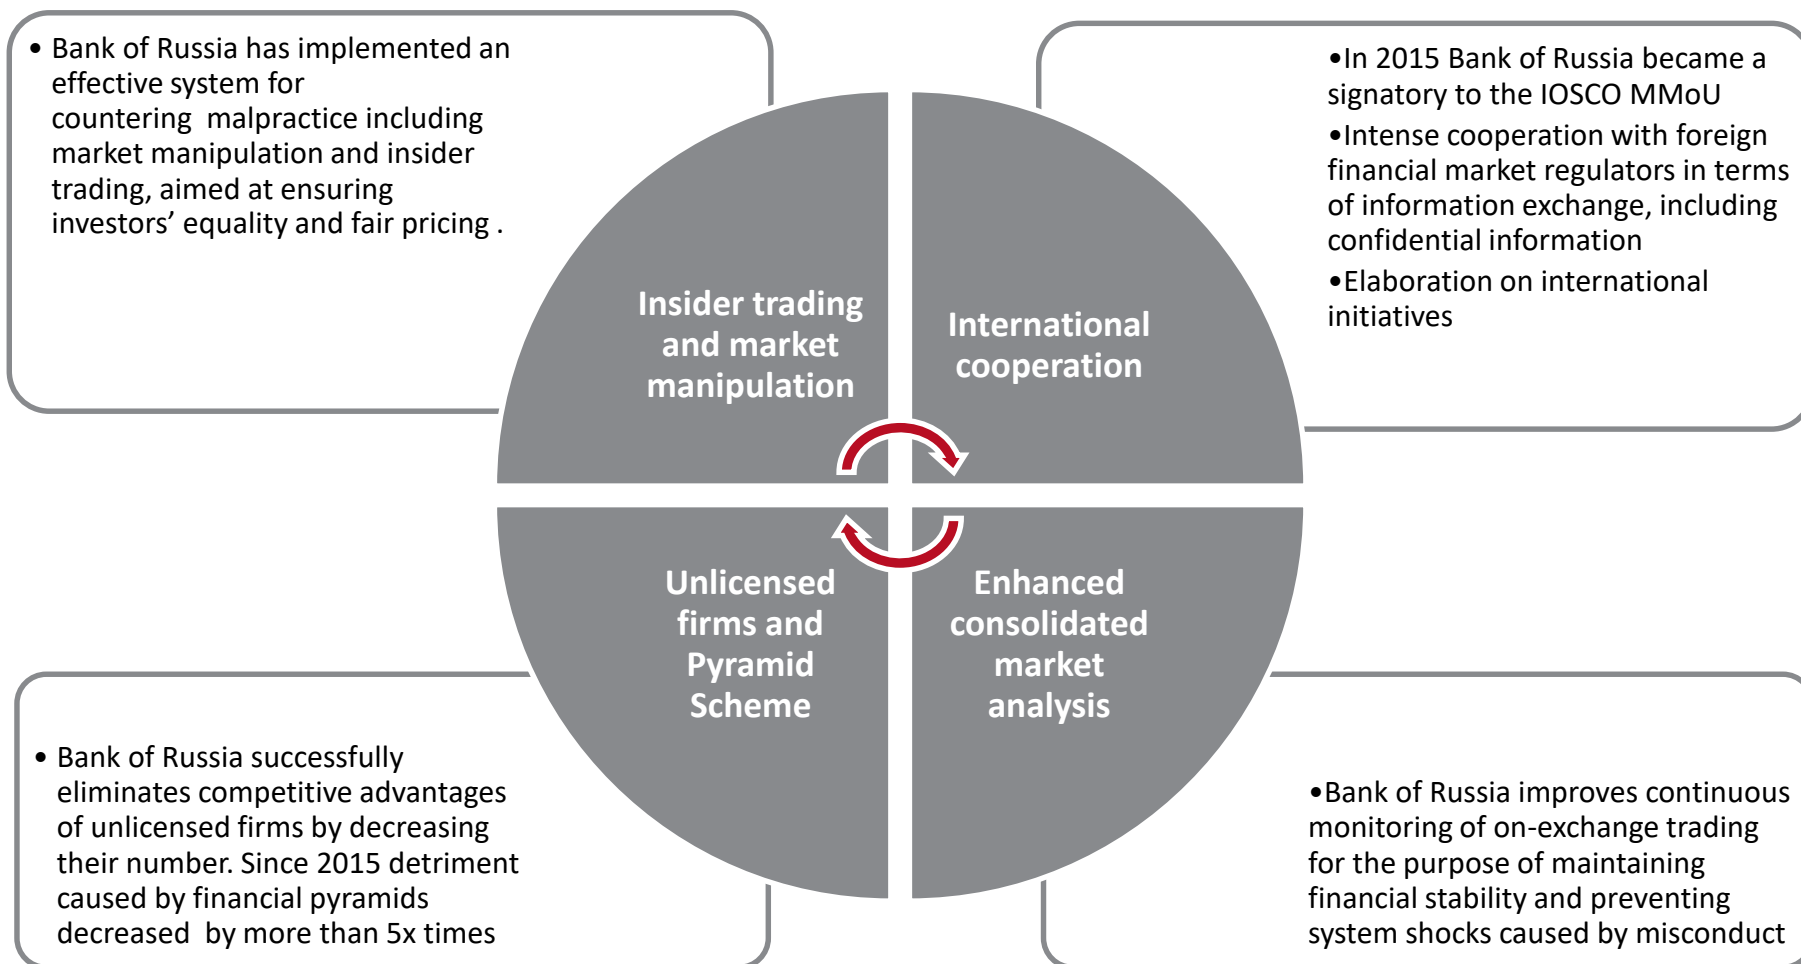 • Bank of Russia has implemented an
effective system for
countering  malpractice including
market manipulation and insider
trading, aimed at ensuring
investors’ equality and fair pricing .
•In 2015 Bank of Russia became a
signatory to the IOSCO MMoU
•Intense cooperation with foreign
financial market regulators in terms
of information exchange, including
confidential information
•Elaboration on international
initiatives
Insider trading
and market
manipulation
International
cooperation
Unlicensed
firms and
Pyramid
Scheme
Enhanced
consolidated
market
analysis
• Bank of Russia successfully
eliminates competitive advantages
of unlicensed firms by decreasing
their number. Since 2015 detriment
caused by financial pyramids
decreased  by more than 5x times
•Bank of Russia improves continuous
monitoring of on-exchange trading
for the purpose of maintaining
financial stability and preventing
system shocks caused by misconduct